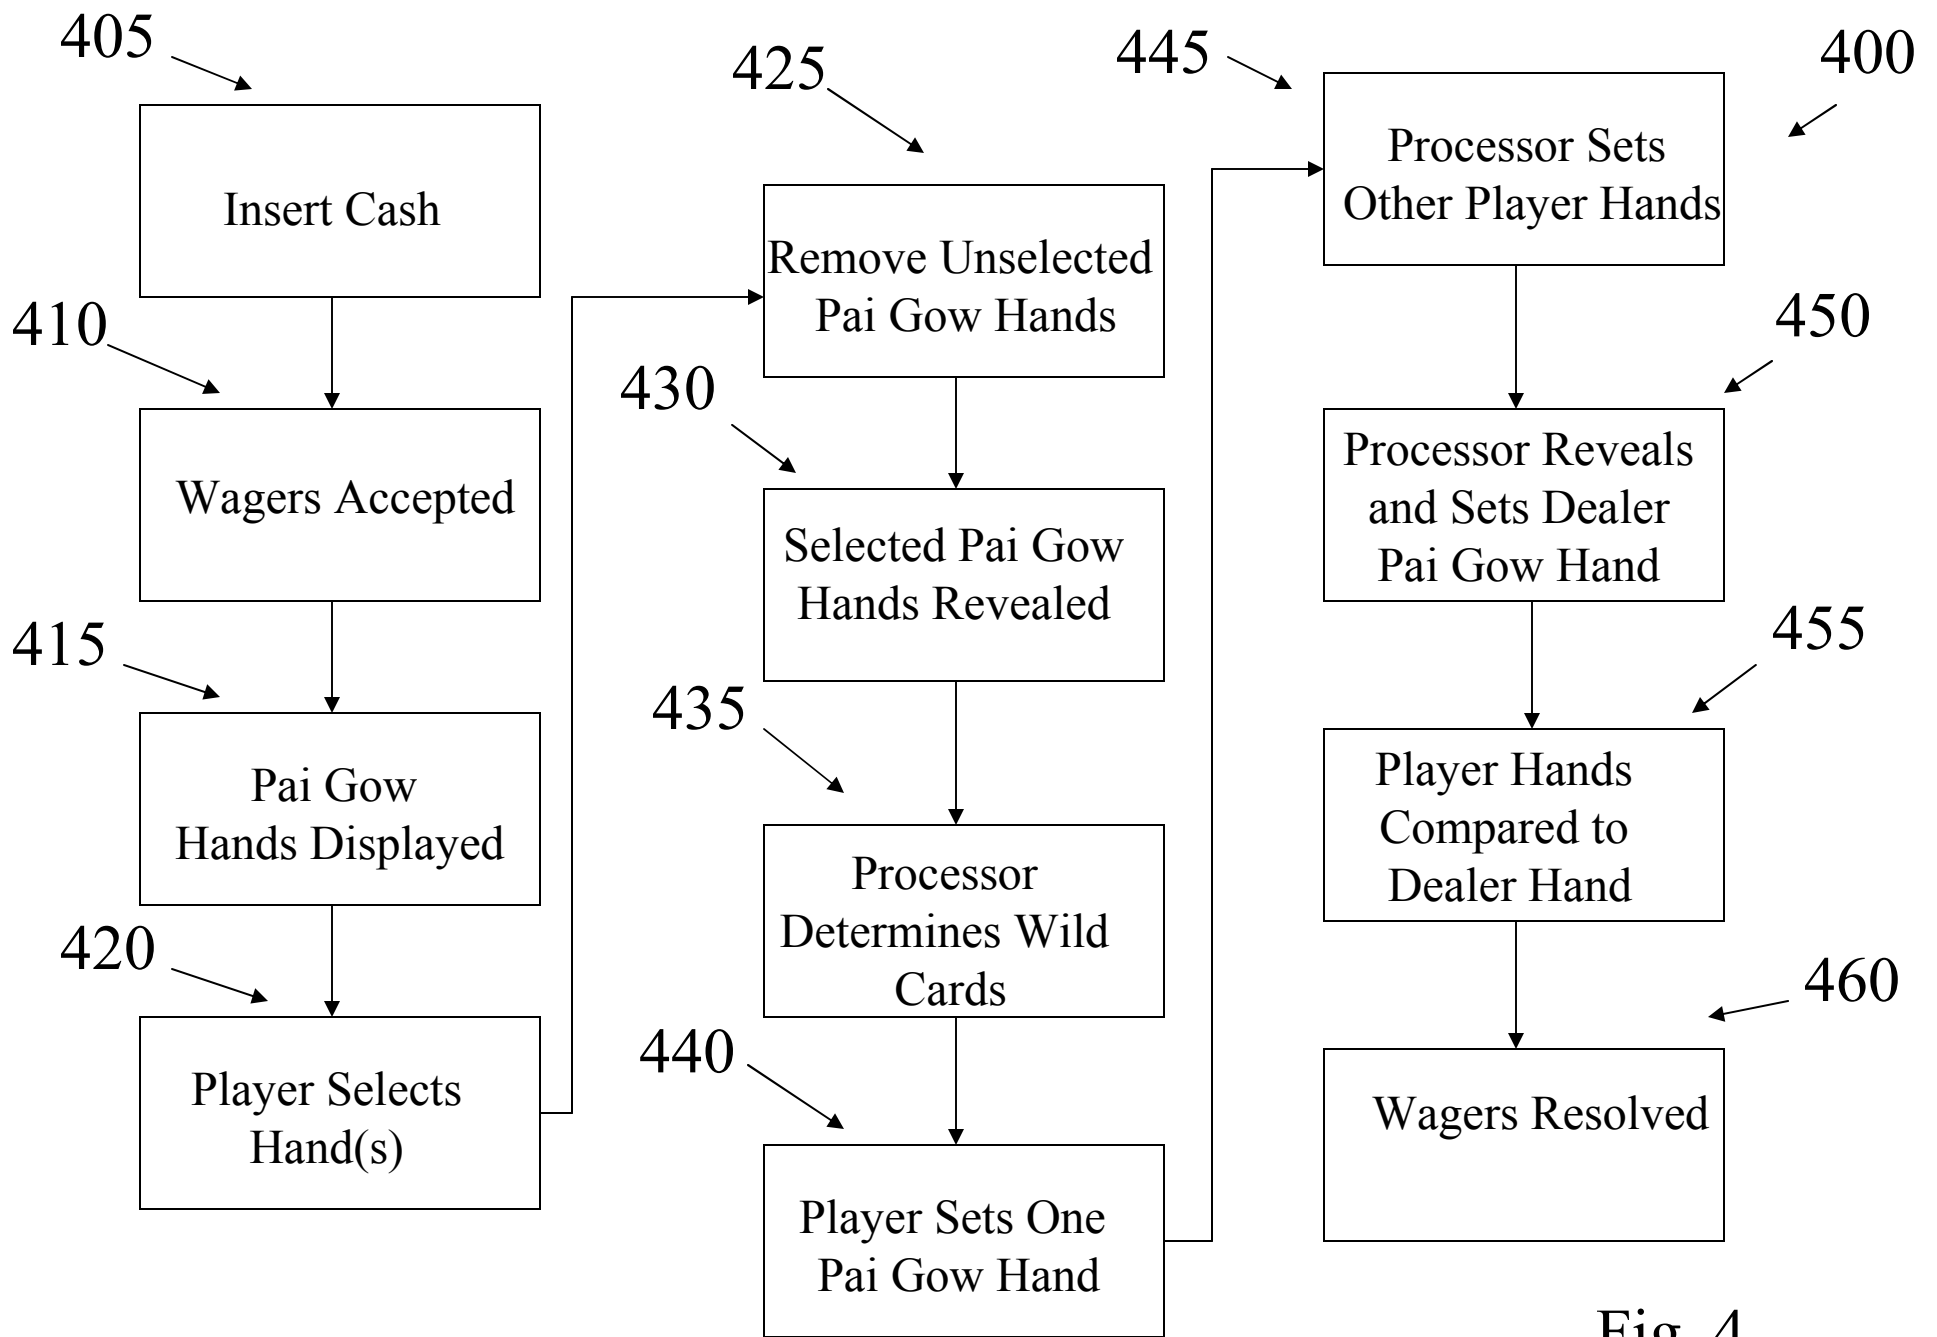 405
Insert Cash
410
Wagers Accepted
415
Pai Gow
Hands Displayed
420
Player Selects
Hand(s)
425
Remove Unselected
Pai Gow Hands
430
Selected Pai Gow
Hands Revealed
435
Processor
Determines Wild
Cards
440
Player Sets One
Pai Gow Hand
445
400
Processor Sets
Other Player Hands
450
Processor Reveals
and Sets Dealer
Pai Gow Hand
455
Player Hands
Compared to
Dealer Hand
460
Wagers Resolved
Fig. 4